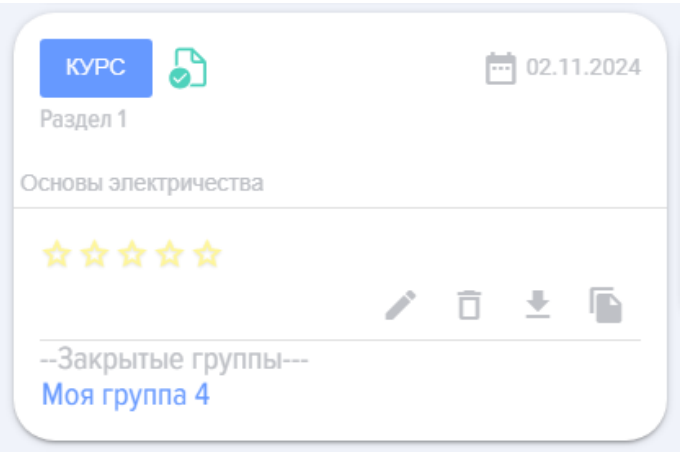 КУРС
02.11.2024
Раздел 1
Основы электричества
--Закрытые группы---
Моя группа 4